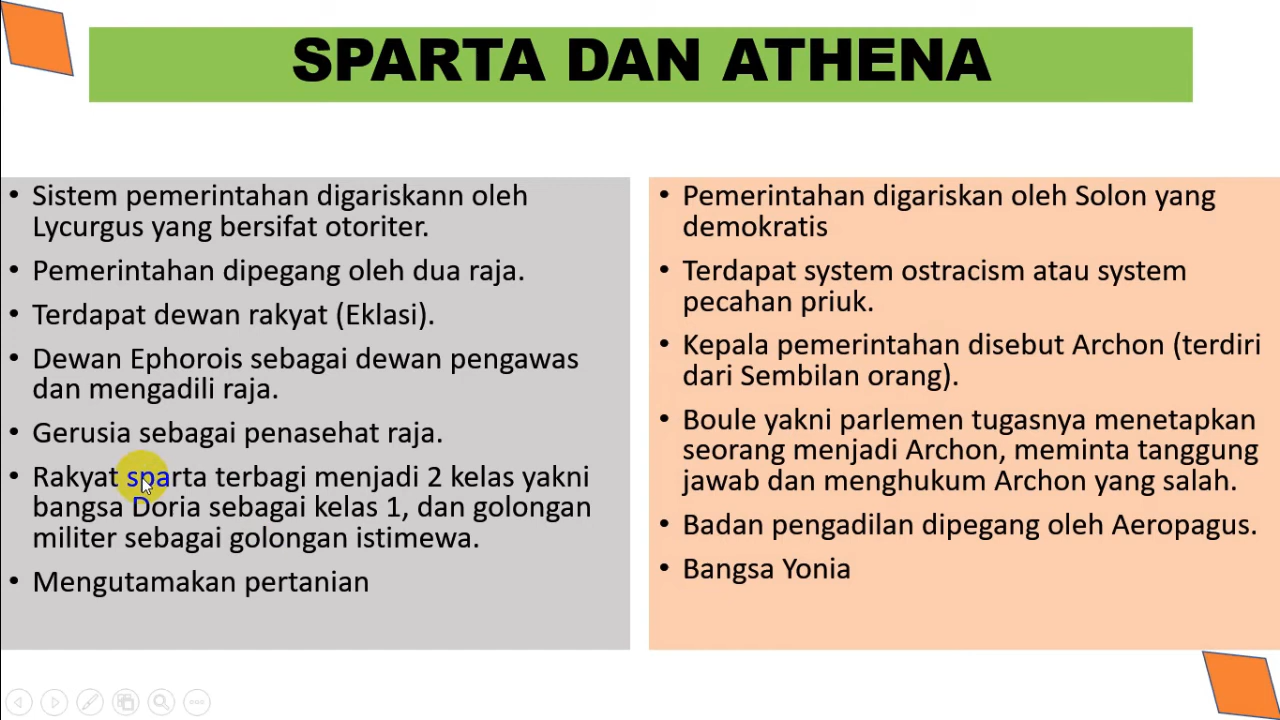 SPARTA DAN ATHENA
• Sistem pemerintahan digariskann oleh
Lycurgus yang bersifat otoriter.
• Pemerintahan dipegang oleh dua raja.
• Terdapat dewan rakyat (Eklasi).
• Dewan Ephorois sebagai dewan pengawas
dan mengadili raja.
• Gerusia sebagai penasehat raja.
• Rakyat sparta terbagi menjadi 2 kelas yakni
bangsa Doria sebagai kelas 1, dan golongan
militer sebagai golongan istimewa.
• Mengutamakan pertanian
• Pemerintahan digariskan oleh Solon yang
demokratis
• Terdapat system ostracism atau system
pecahan priuk.
• Kepala pemerintahan disebut Archon (terdiri
dari Sembilan orang).
• Boule yakni parlemen tugasnya menetapkan
seorang menjadi Archon, meminta tanggung
jawab dan menghukum Archon yang salah.
• Badan pengadilan dipegang oleh Aeropagus.
• Bangsa Yonia